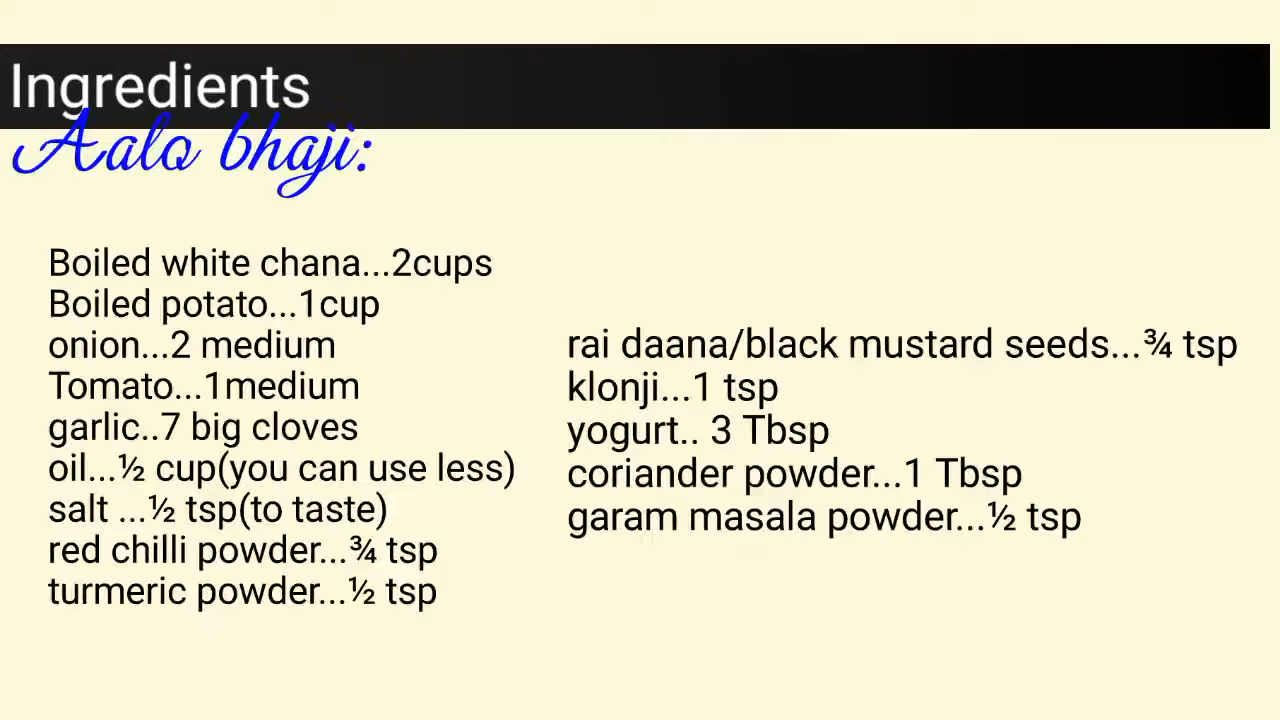 Ingredients
Aalo bhaji:
Boiled white chana...2cups
Boiled potato...1cup
onion...2 medium
Tomato...1medium
garlic..7 big cloves
oil...½ cup(you can use less)
salt ...½ tsp(to taste)
red chilli powder...¾ tsp
turmeric powder...½ tsp
rai daana/black mustard seeds...¾ tsp
klonji...1 tsp
yogurt.. 3 Tbsp
coriander powder...1 Tbsp
garam masala powder...½ tsp